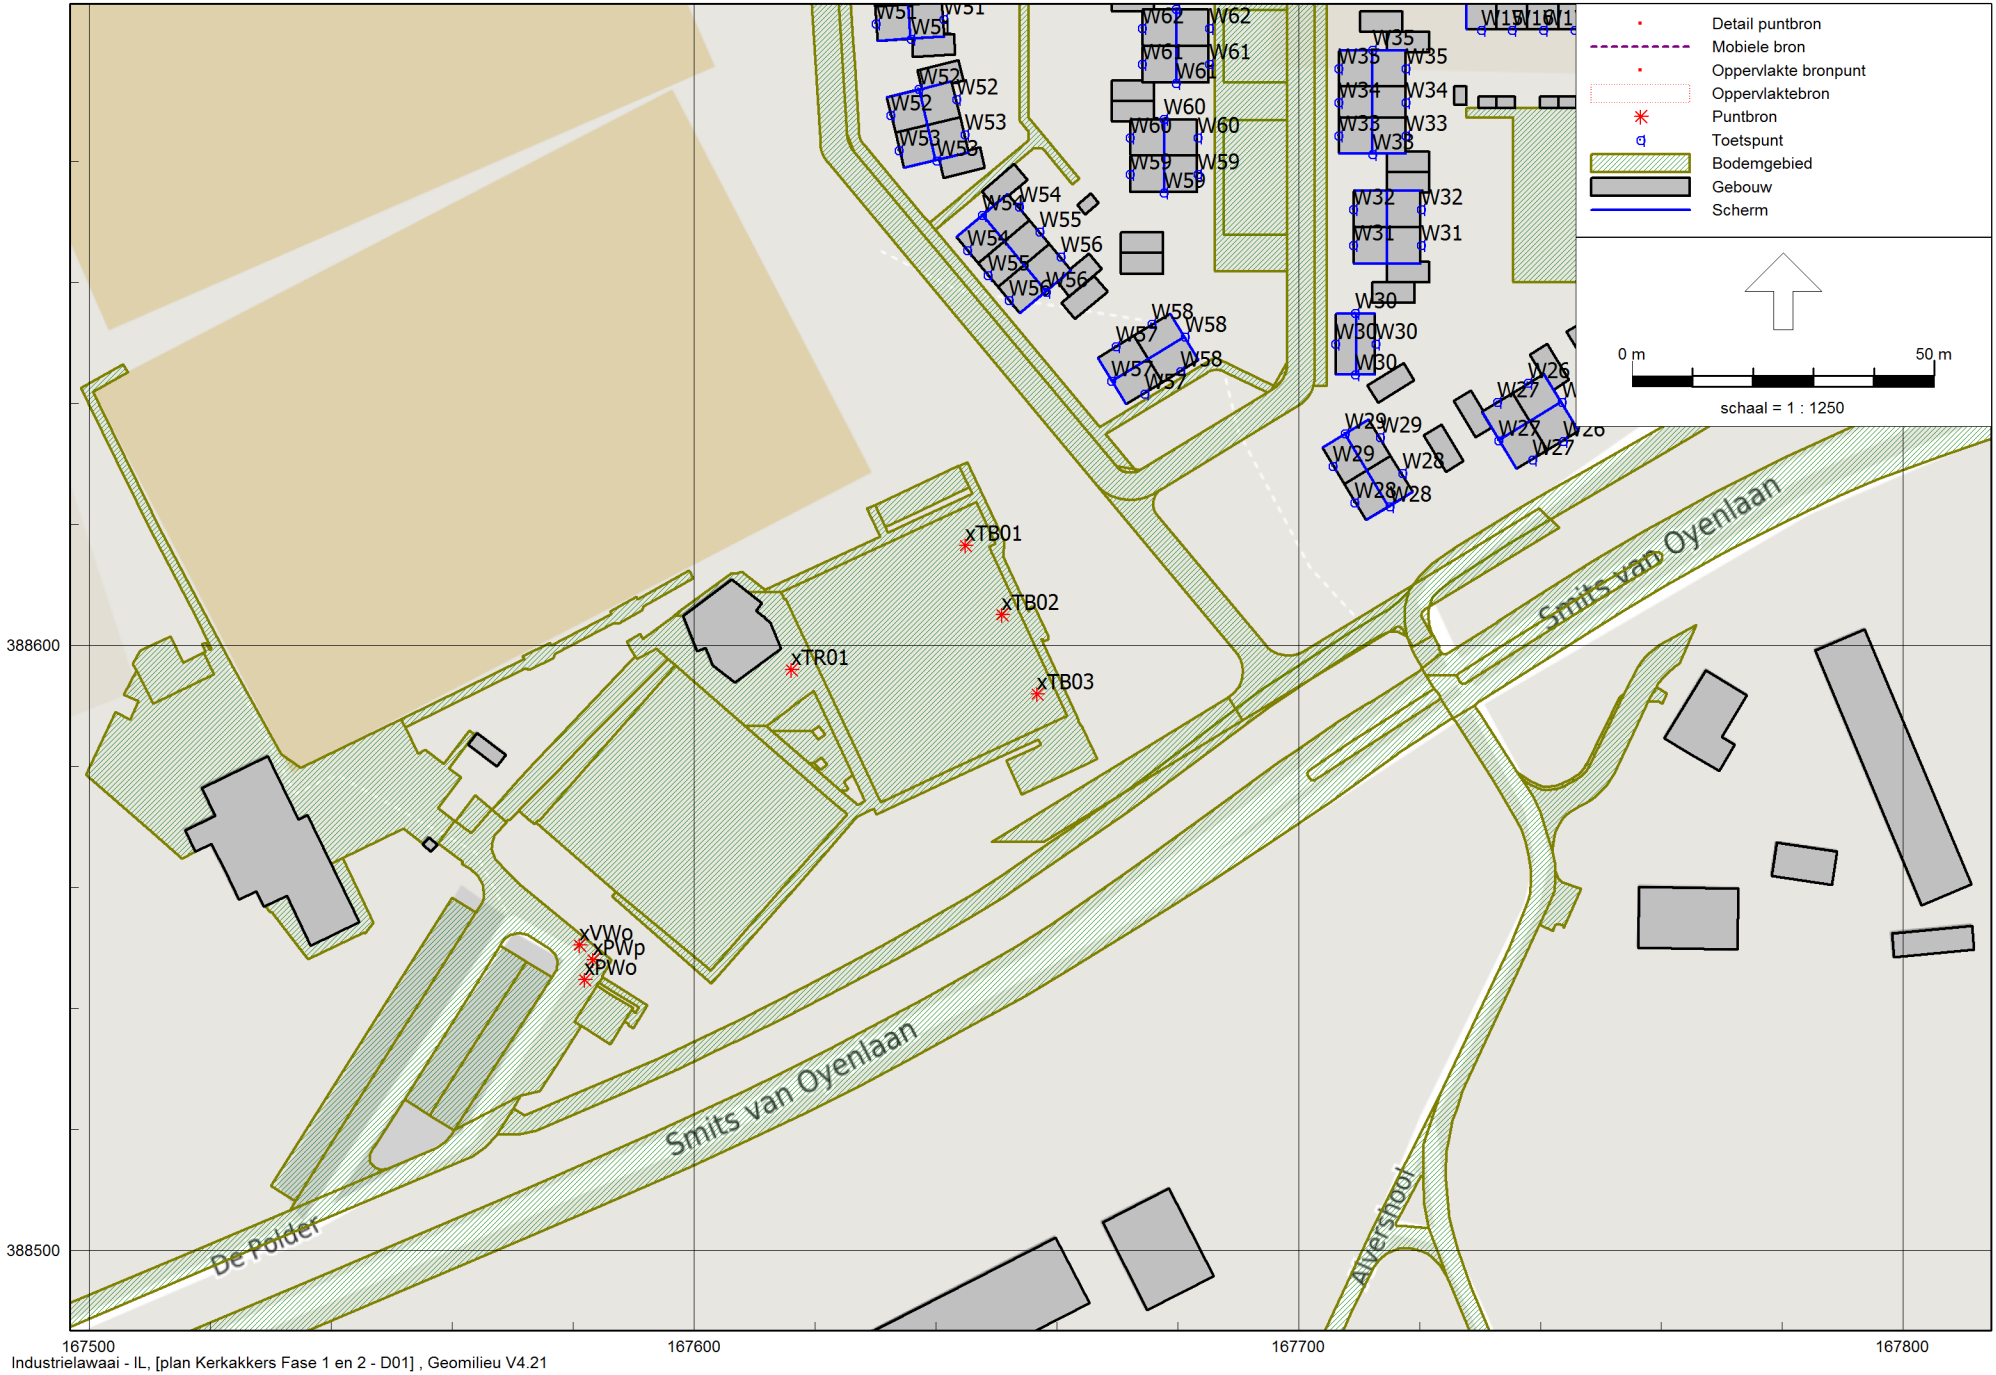 W51
W51
W51
W62
W62
W35
W15
W16
W1
Detail puntbron
Mobiele bron
Oppervlakte bronpunt
Oppervlaktebron
Puntbron
Toetspunt
Bodemgebied
Gebouw
Scherm
W61
W61
W61
W35
W35
W52
W52
W52
W34
W34
W53
W53
W53
W60
W60
W60
W33
W33
W33
W59
W59
W59
W54
W54
W54
W32
W32
W55
W55
W31
W31
W56
W56
W56
W30
W30
W30
W30
W58
W58
W58
W57
W57
W57
0 m
50 m
schaal = 1 : 1250
W26
W
W26
W27
W27
W27
W29
W29
W29
W28
W28
W28
Smits van Oyenlaan
xTB01
xTB02
xTR01
xTB03
388600
xVWo
xPWp
xPWo
Smits van Oyenlaan
Alvershool
De Polder
388500
167500
167600
167700
167800
Industrielawaai - IL, [plan Kerkakkers Fase 1 en 2 - D01] , Geomilieu V4.21